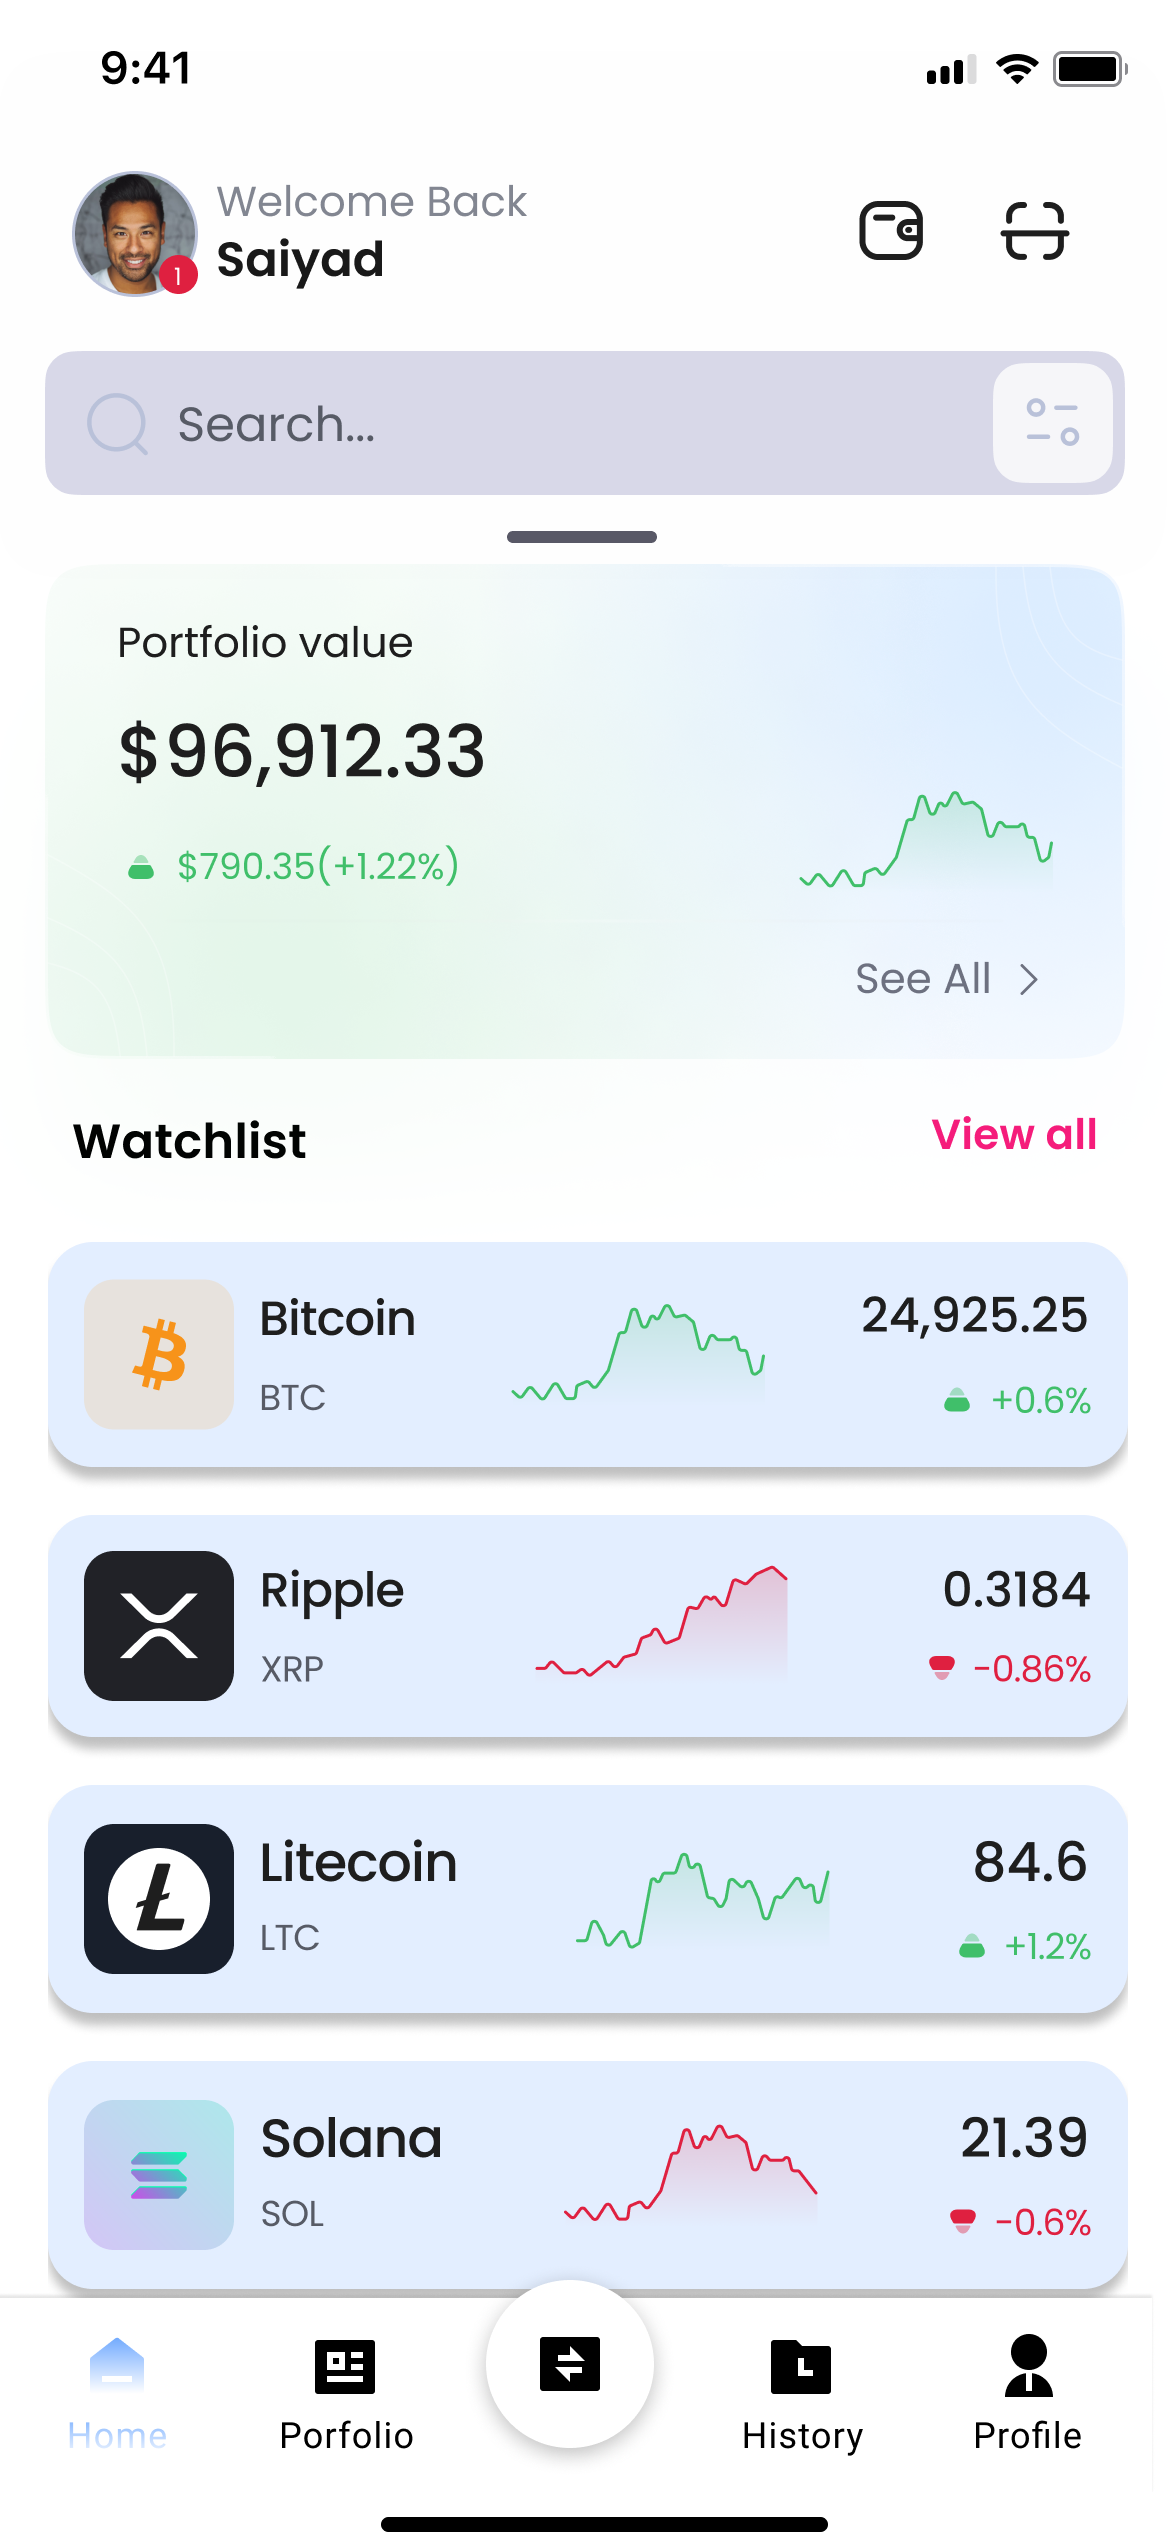 9:41
Welcome Back
Saiyad
1
Search...
Portfolio value
$96,912.33
$790.35(+1.22%)
See All
Watchlist
View all
Bitcoin
24,925.25
BTC
+0.6%
Ripple
0.3184
XRP
-0.86%
Litecoin
84.6
LTC
+1.2%
Solana
21.39
SOL
-0.6%
Home
Porfolio
History
Profile